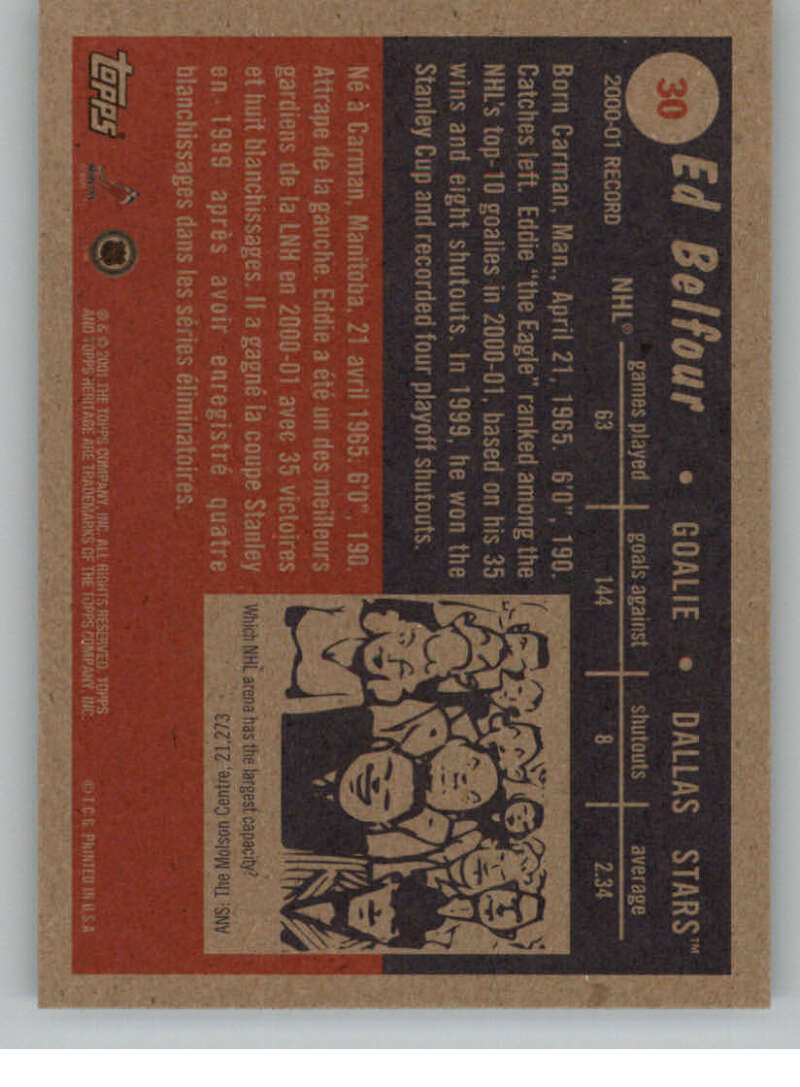 30
Ed Belfour • GOALIE • DALLAS STARS™
2000-01 RECORD
games played goals against shutouts average
NHL® 63 144 8 2.34
Born Carman, Man., April 21, 1965. 6'0", 190.
Catches left. Eddie "the Eagle" ranked among the
NHL's top-10 goalies in 2000-01, based on his 35
wins and eight shutouts. In 1999, he won the
Stanley Cup and recorded four playoff shutouts.
Né à Carman, Manitoba, 21 avril 1965. 6'0", 190.
Attrape de la gauche. Eddie a été un des meilleurs
gardiens de la LNH en 2000-01 avec 35 victoires
et huit blanchissages. Il a gagné la coupe Stanley
en 1999 après avoir enregistré quatre
blanchissages dans les séries éliminatoires.
Which NHL arena has the largest capacity?
ANS: The Molson Centre, 21,273
topps
® & © 2001 THE TOPPS COMPANY, INC. ALL RIGHTS RESERVED. TOPPS
AND TOPPS HERITAGE ARE TRADEMARKS OF THE TOPPS COMPANY, INC.
© T.C.G. PRINTED IN U.S.A.